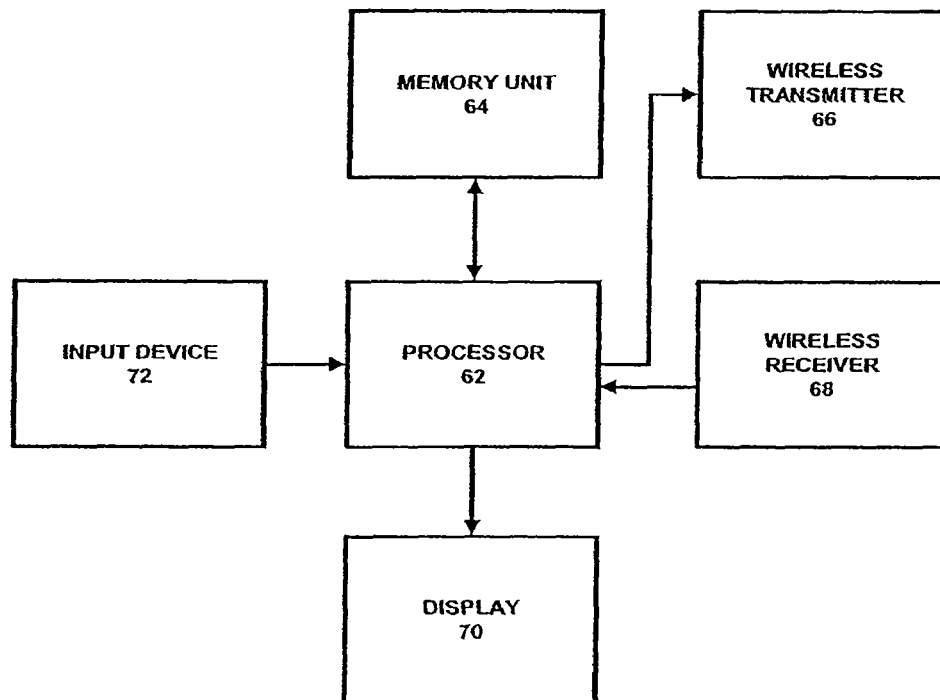 MEMORY UNIT
64
WIRELESS
TRANSMITTER
66
INPUT DEVICE
72
PROCESSOR
62
WIRELESS
RECEIVER
68
DISPLAY
70